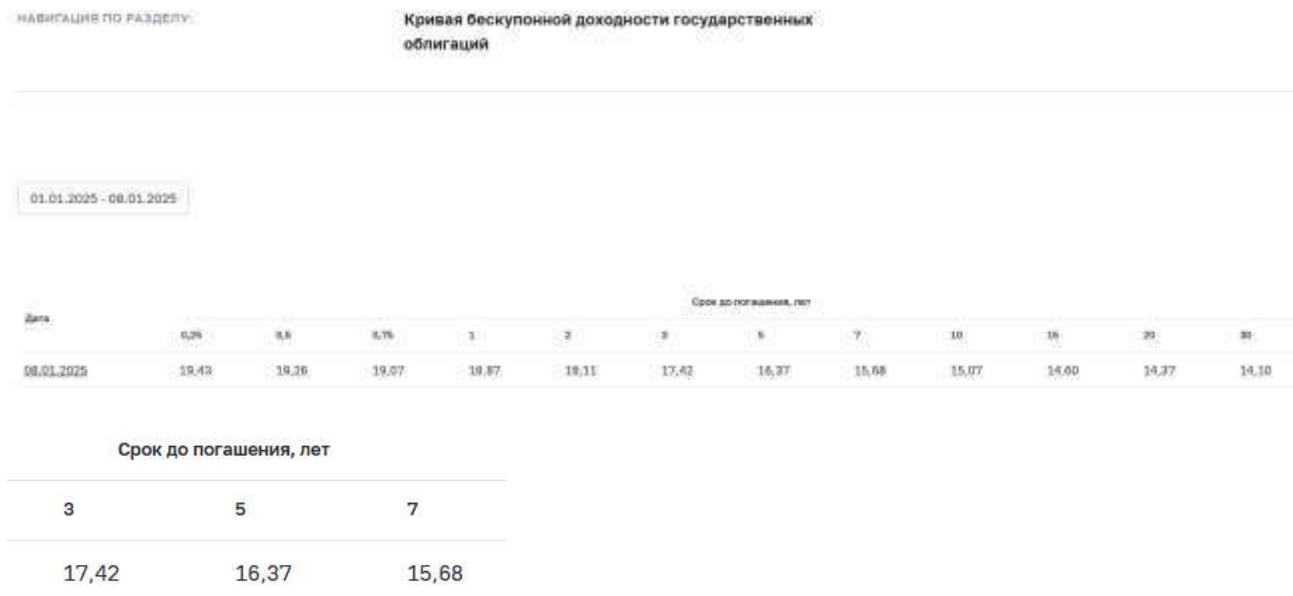 НАВИГАЦИЯ ПО РАЗДЕЛУ:
Кривая бескупонной доходности государственных
облигаций
01.01.2025 - 08.01.2025
Срок до погашения, лет
Дата
0,25 0,5 0,75 1 2 3 5 7 10 15 20 30
08.01.2025 19,43 19,26 19,07 18,87 18,11 17,42 16,37 15,68 15,07 14,60 14,37 14,10
Срок до погашения, лет
3 5 7
17,42 16,37 15,68